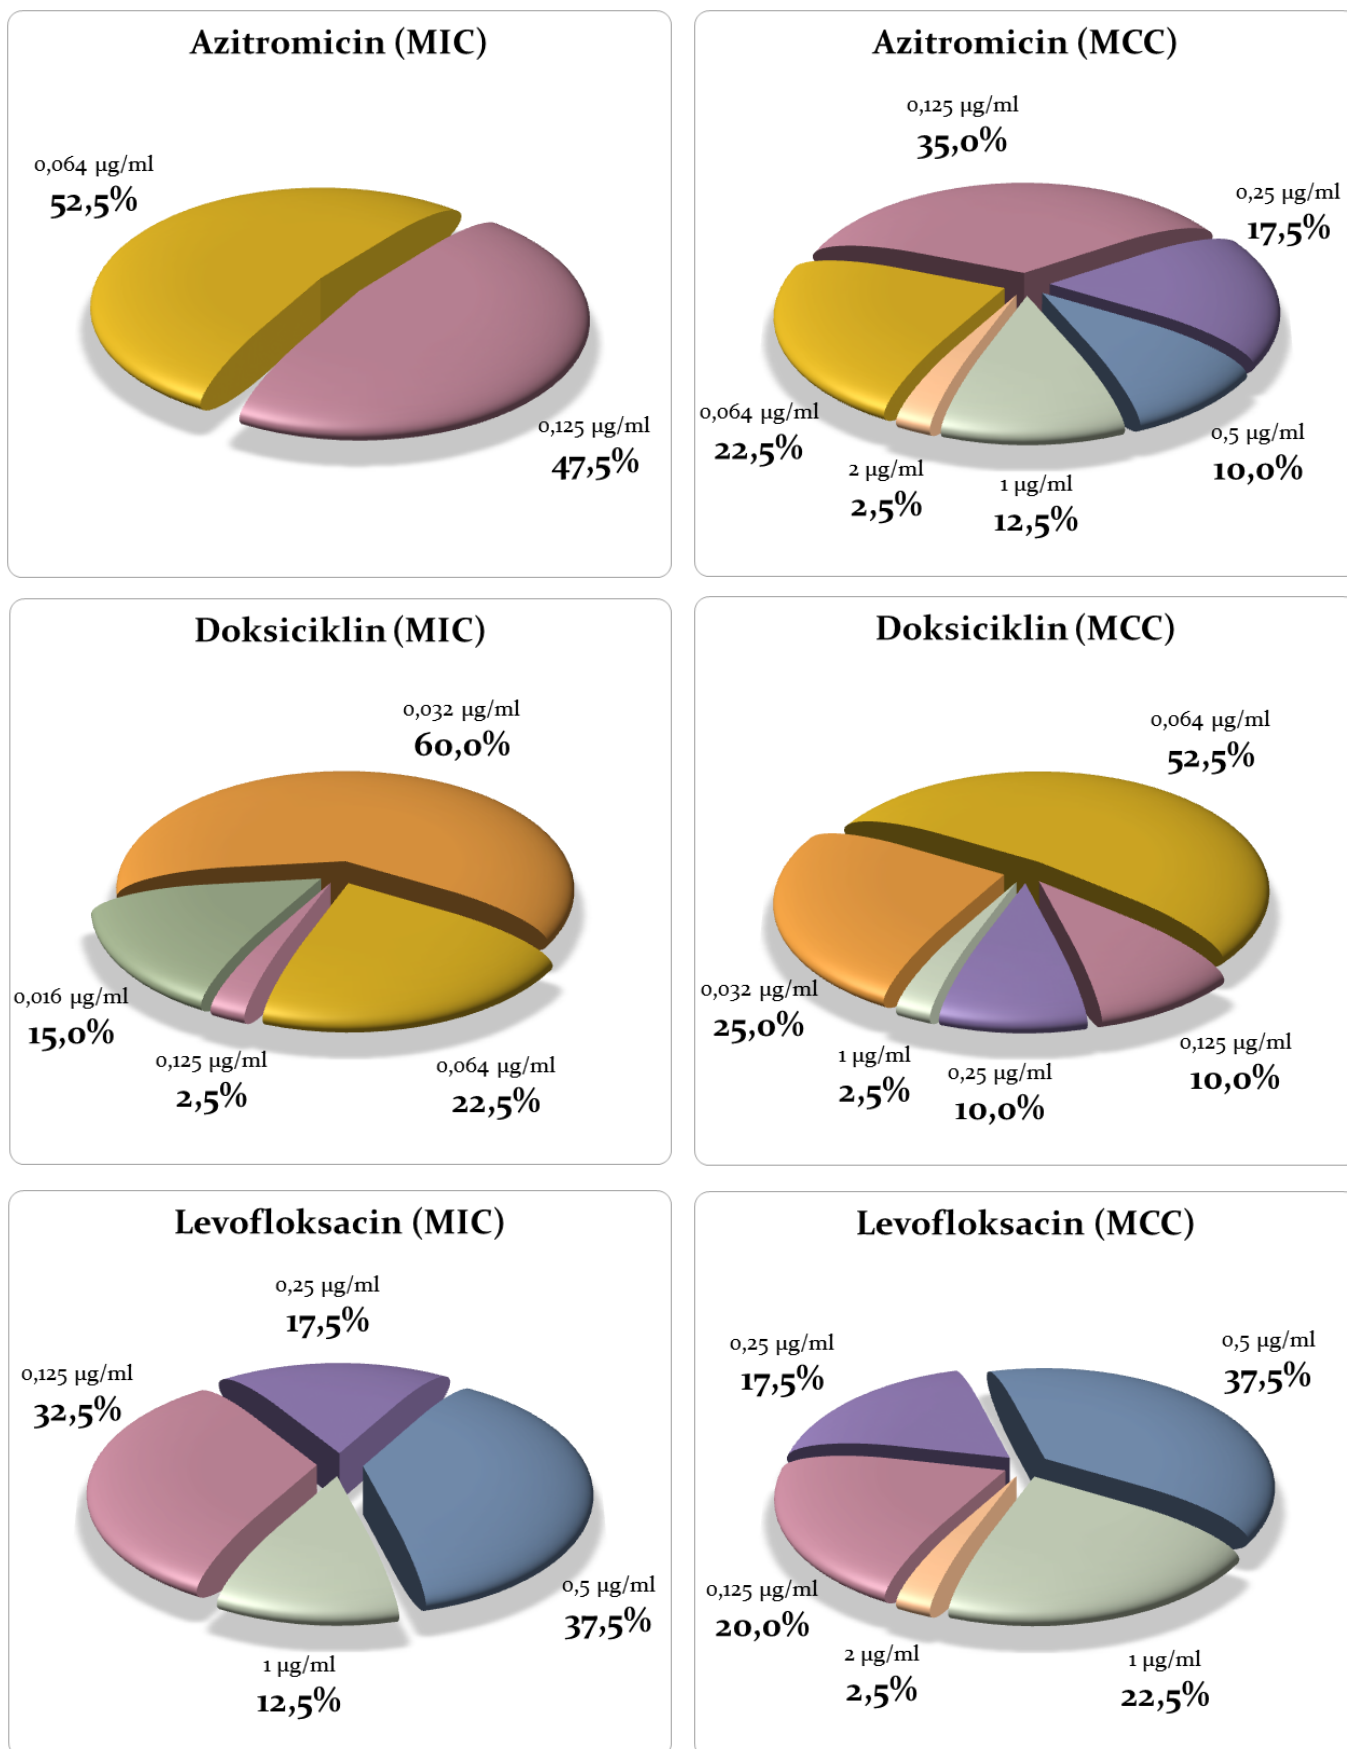 Azitromicin (MIC)
0,064 µg/ml
52,5%
0,125 µg/ml
47,5%
Azitromicin (MCC)
0,125 µg/ml
35,0%
0,25 µg/ml
17,5%
0,064 µg/ml
22,5%
2 µg/ml
2,5%
1 µg/ml
12,5%
0,5 µg/ml
10,0%
Doksiciklin (MIC)
0,032 µg/ml
60,0%
0,016 µg/ml
15,0%
0,125 µg/ml
2,5%
0,064 µg/ml
22,5%
Doksiciklin (MCC)
0,064 µg/ml
52,5%
0,032 µg/ml
25,0%
1 µg/ml
2,5%
0,25 µg/ml
10,0%
0,125 µg/ml
10,0%
Levofloksacin (MIC)
0,25 µg/ml
17,5%
0,125 µg/ml
32,5%
0,5 µg/ml
37,5%
1 µg/ml
12,5%
Levofloksacin (MCC)
0,25 µg/ml
17,5%
0,5 µg/ml
37,5%
0,125 µg/ml
20,0%
2 µg/ml
2,5%
1 µg/ml
22,5%